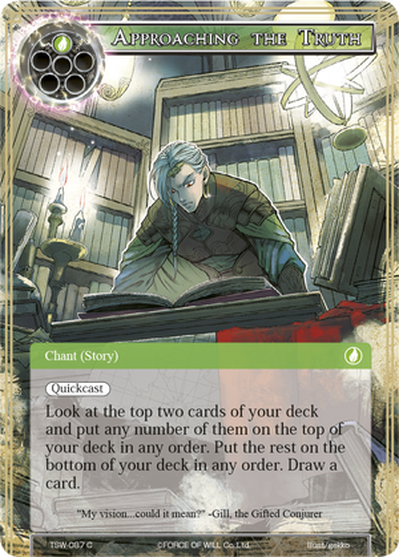 APPROACHING THE TRUTH
Chant (Story)
Quickcast
Look at the top two cards of your deck
and put any number of them on the top of
your deck in any order. Put the rest on the
bottom of your deck in any order. Draw a
card.
"My vision...could it mean?" -Gill, the Gifted Conjurer
TSW-087 C
©FORCE OF WILL Co.,Ltd.
Illust/gekko